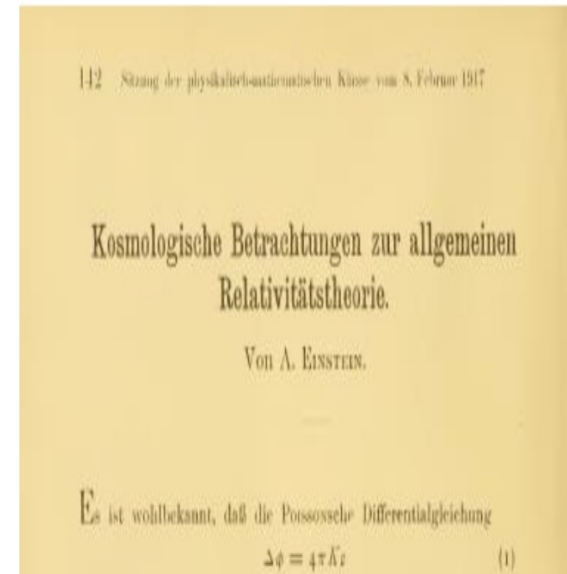 142 Sitzung der physikalisch-mathematischen Klasse vom 8. Februar 1917
Kosmologische Betrachtungen zur allgemeinen
Relativitätstheorie.
Von A. Einstein.
Es ist wohlbekannt, daß die Poissonsche Differentialgleichung
Δφ = 4πKρ (1)